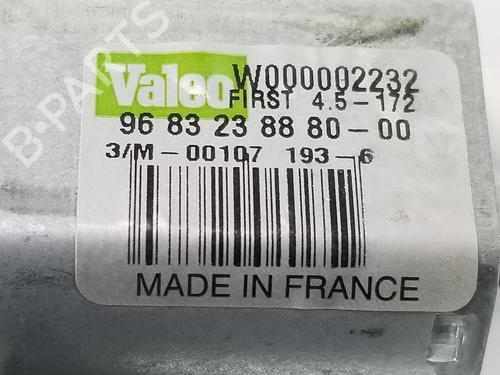 B-PARTS
Valeo W000002232
FIRST 4.5-172
96 83 23 88 80-00
3/M-00107 193-6
MADE IN FRANCE